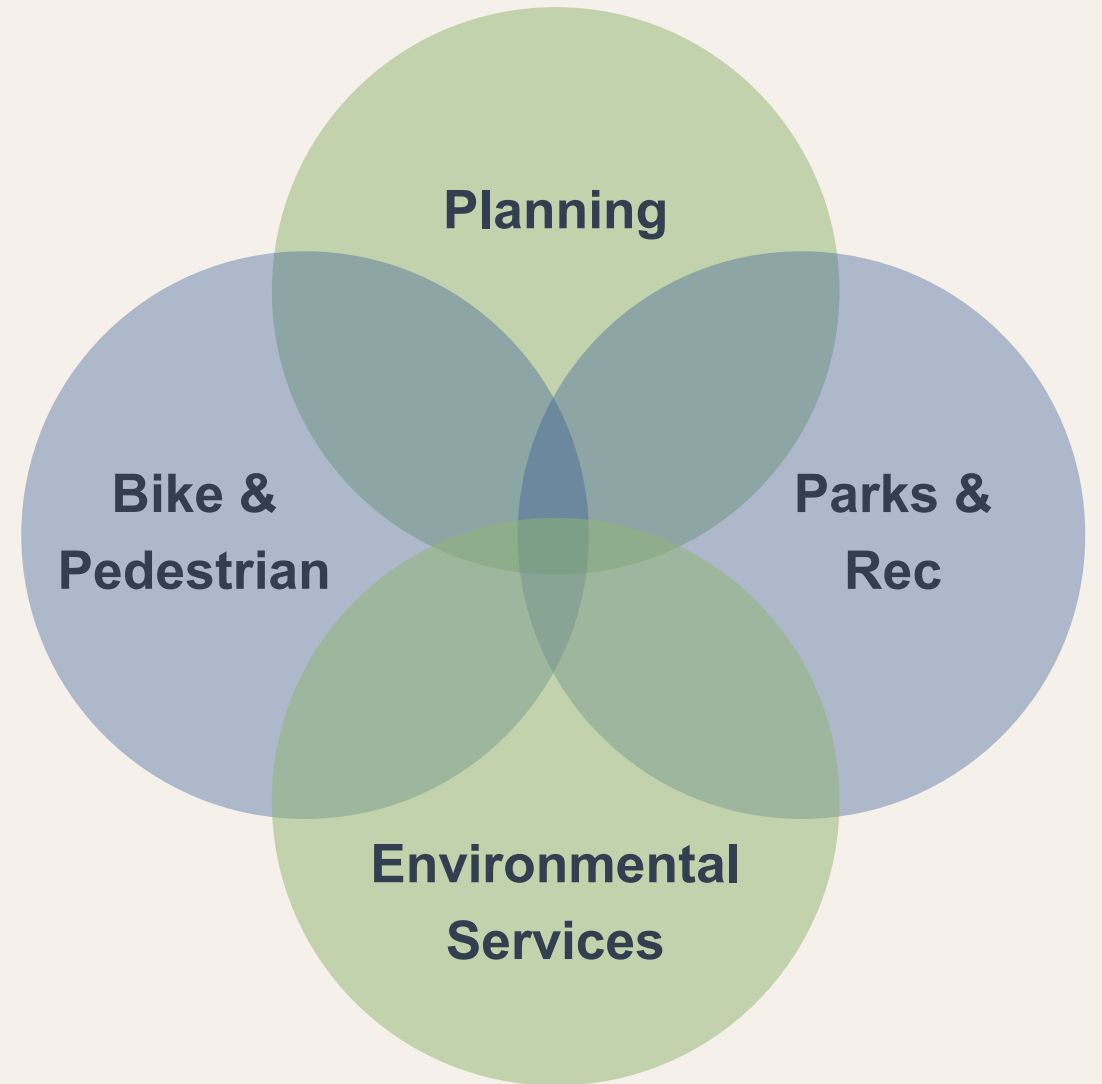 Planning
Bike &
Pedestrian
Parks &
Rec
Environmental
Services